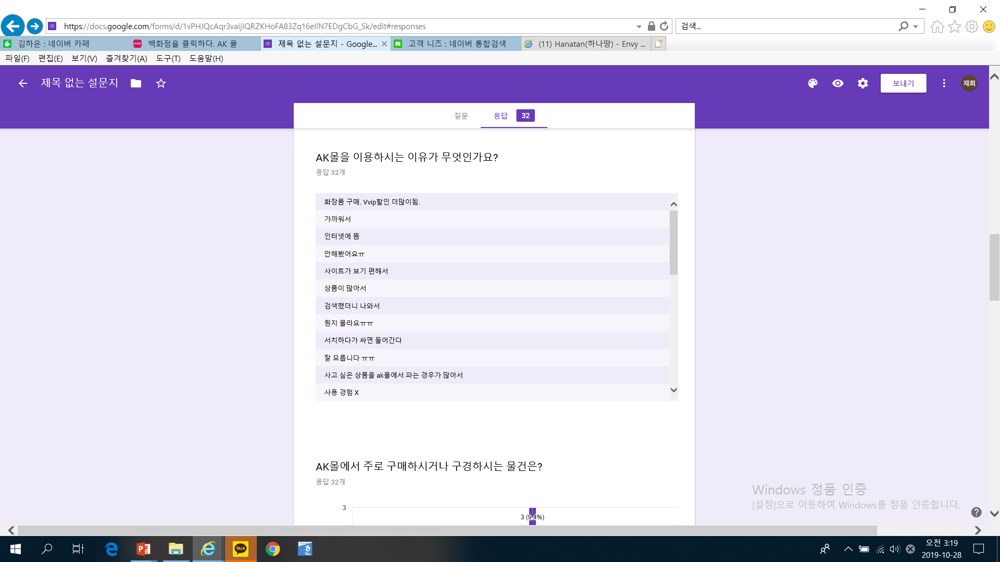 https://docs.google.com/forms/d/1vPHJQcAqr3vaijIQRZKHoFA83Zq16eIlN7EDgCbG_Sk/edit#responses
검색...
김하은 : 네이버 카페
백화점을 클릭하다. AK 몰
제목 없는 설문지 - Google...
고객 니즈 : 네이버 통합검색
(11) Hanatan(하나땅) - Envy ...
파일(F) 편집(E) 보기(V) 즐겨찾기(A) 도구(T) 도움말(H)
제목 없는 설문지
보내기
재희
질문
응답 32
AK몰을 이용하시는 이유가 무엇인가요?
응답 32개
화장품 구매. Vvip할인 더많이됨.
가까워서
인터넷에 뜸
안해봤어요ㅠ
사이트가 보기 편해서
상품이 많아서
검색했더니 나와서
뭔지 몰라요ㅠㅠ
서치하다가 싸면 들어간다
잘 모릅니다 ㅠㅠ
사고 싶은 상품을 ak몰에서 파는 경우가 많아서
사용 경험 X
AK몰에서 주로 구매하시거나 구경하시는 물건은?
응답 32개
3
3 (9.4%)
Windows 정품 인증
[설정]으로 이동하여 Windows를 정품 인증합니다.
TALK
오전 3:19
2019-10-28